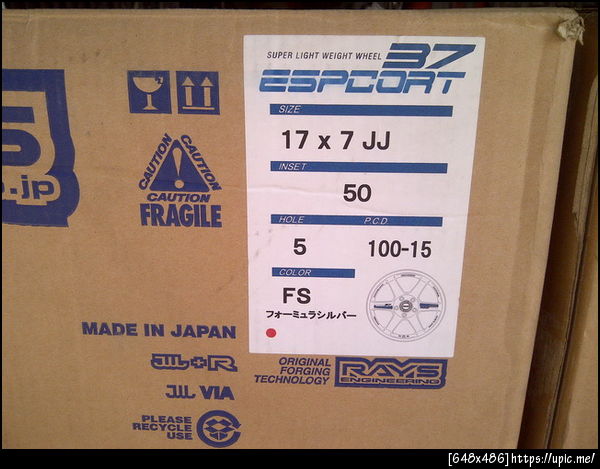 SUPER LIGHT WEIGHT WHEEL 37
ESPCORT
SIZE
17 x 7 JJ
INSET
50
HOLE P.C.D
5 100-15
COLOR
FS
フォーミュラシルバー
S
.jp
CAUTION CAUTION
CAUTION
FRAGILE
MADE IN JAPAN
JWL+R
JWL VIA
PLEASE
RECYCLE
USE
ORIGINAL
FORGING
TECHNOLOGY
RAYS
ENGINEERING
[648x486]https://upic.me/